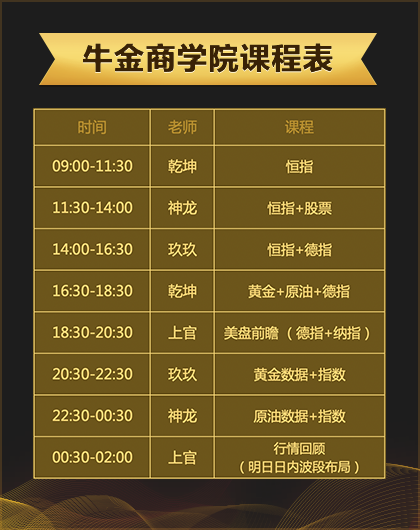 牛金商学院课程表
时间 老师 课程
09:00-11:30 乾坤 恒指
11:30-14:00 神龙 恒指+股票
14:00-16:30 玖玖 恒指+德指
16:30-18:30 乾坤 黄金+原油+德指
18:30-20:30 上官 美盘前瞻（德指+纳指）
20:30-22:30 玖玖 黄金数据+指数
22:30-00:30 神龙 原油数据+指数
00:30-02:00 上官 行情回顾
（明日日内波段布局）